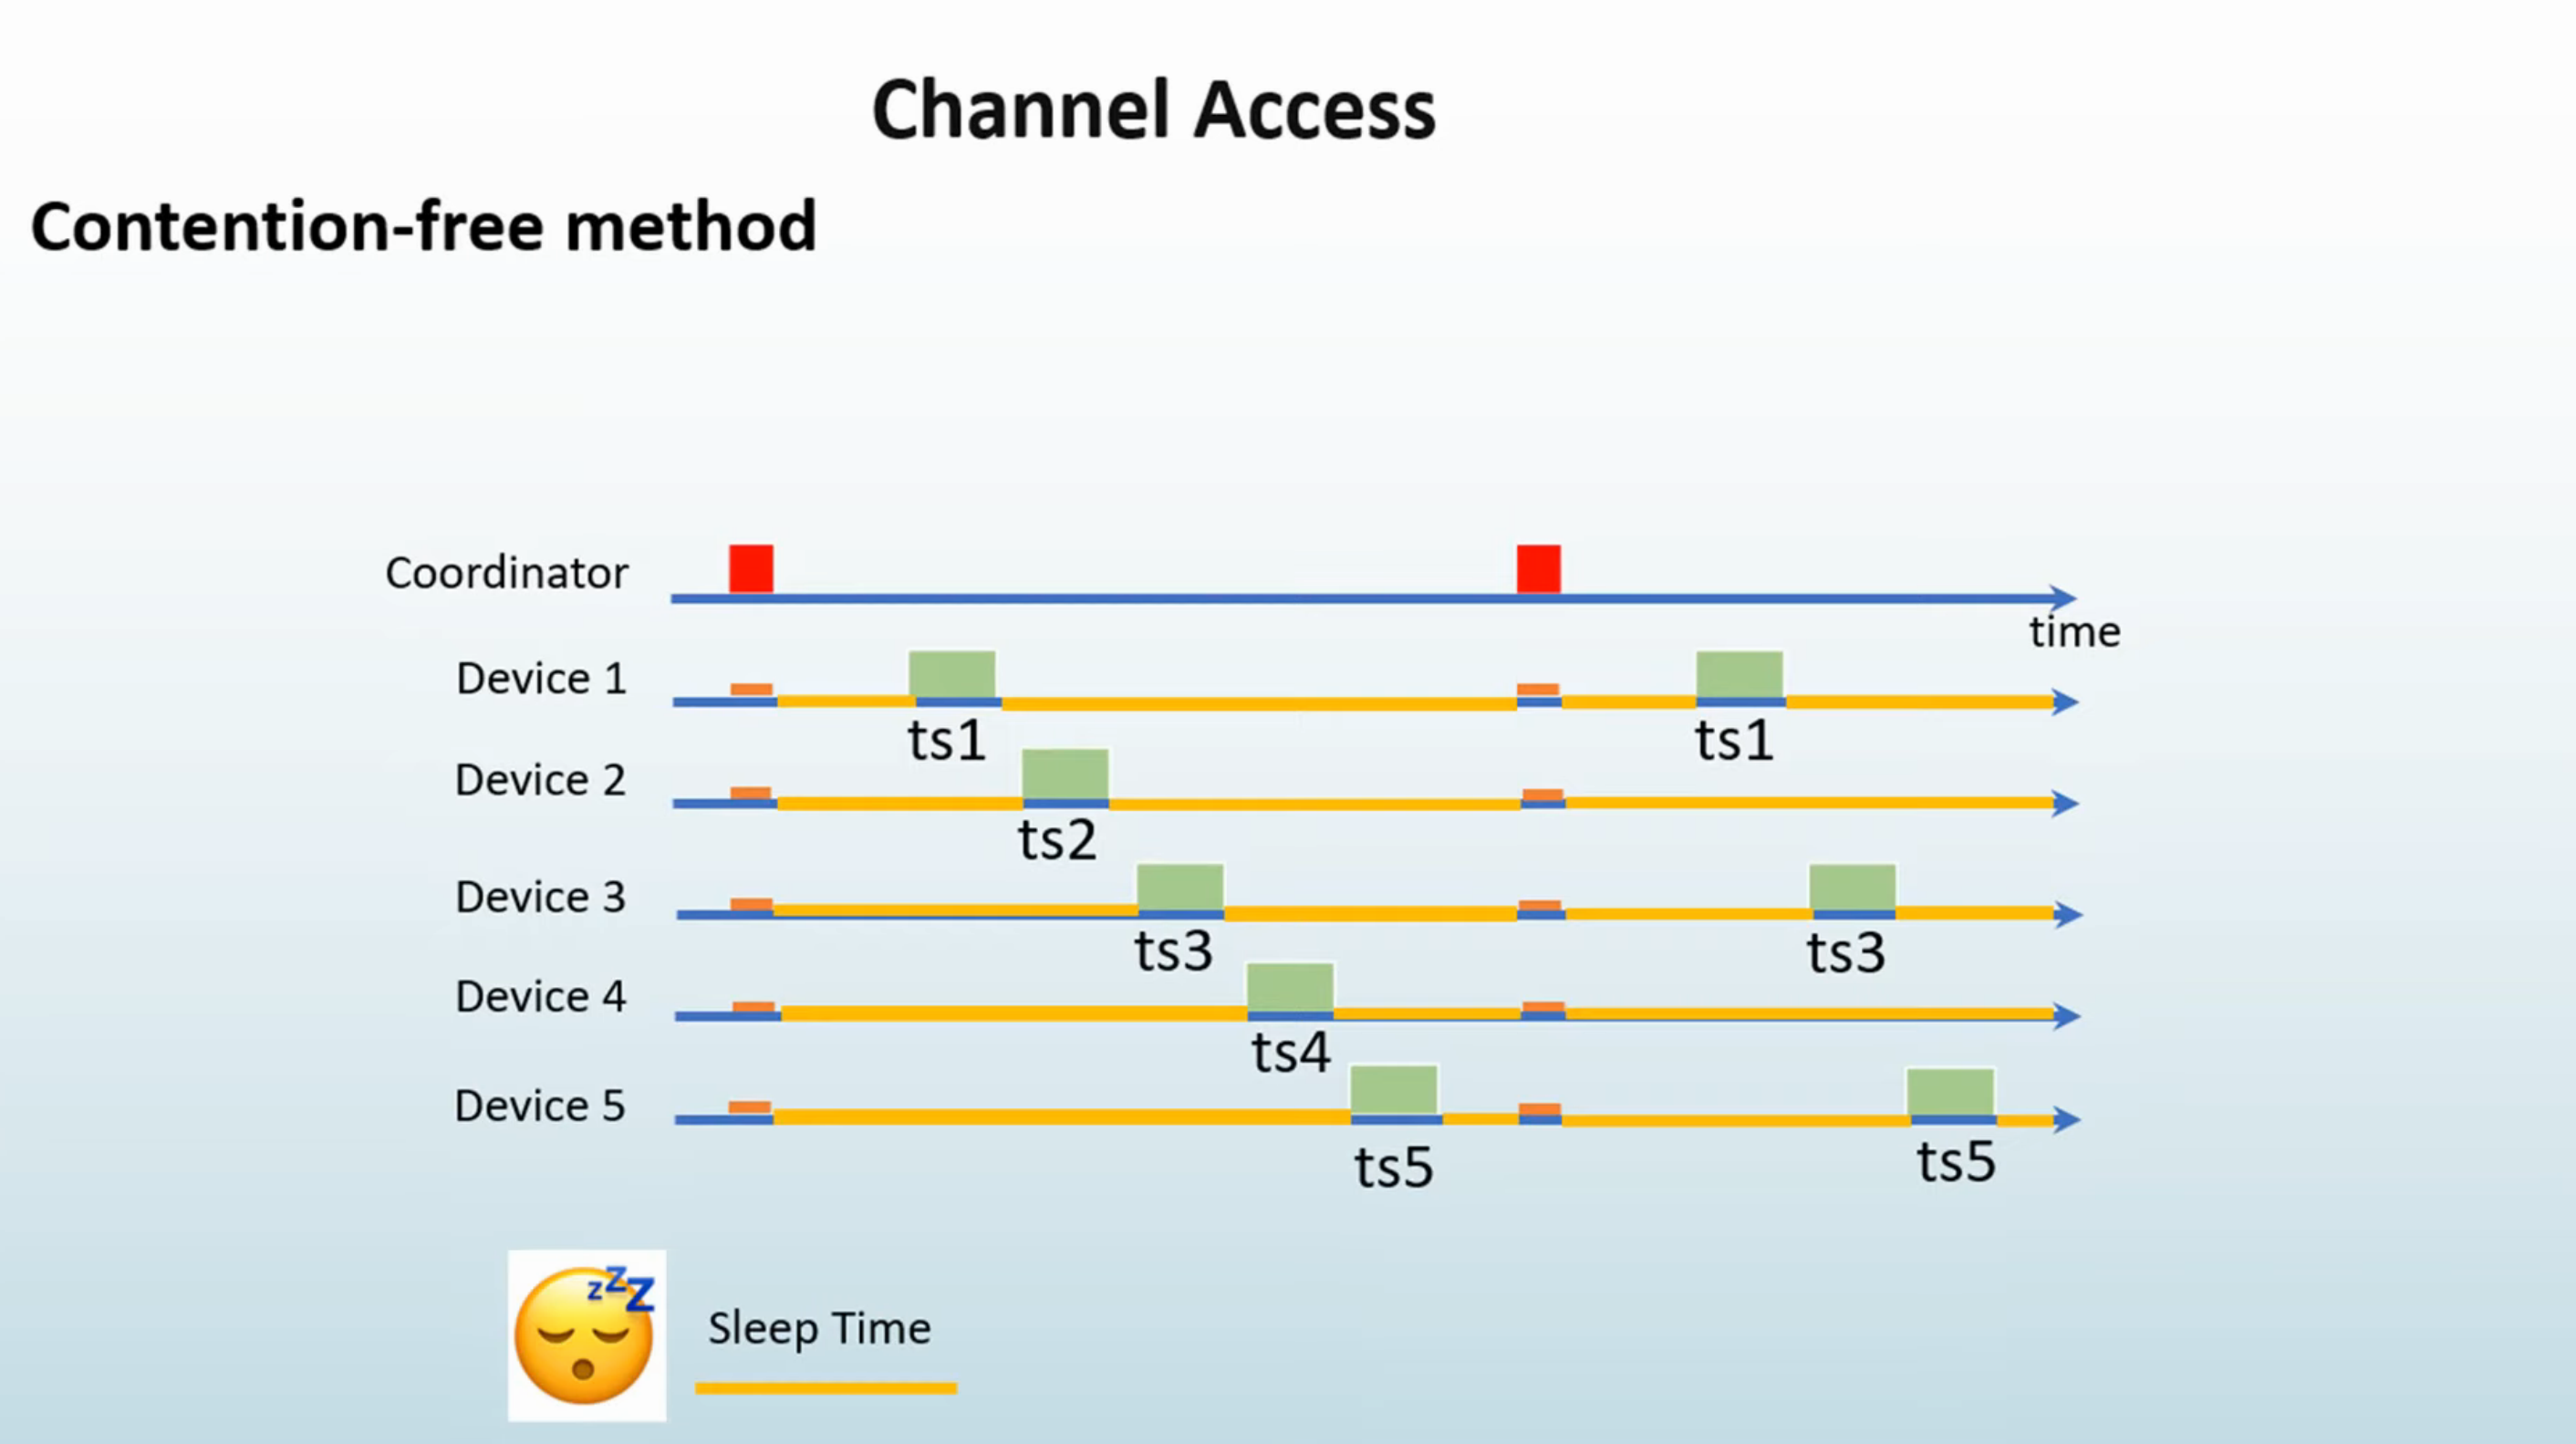 Channel Access
Contention-free method
Coordinator
time
Device 1
ts1 ts1
Device 2
ts2
Device 3
ts3 ts3
Device 4
ts4
Device 5
ts5 ts5
zzZ
Sleep Time